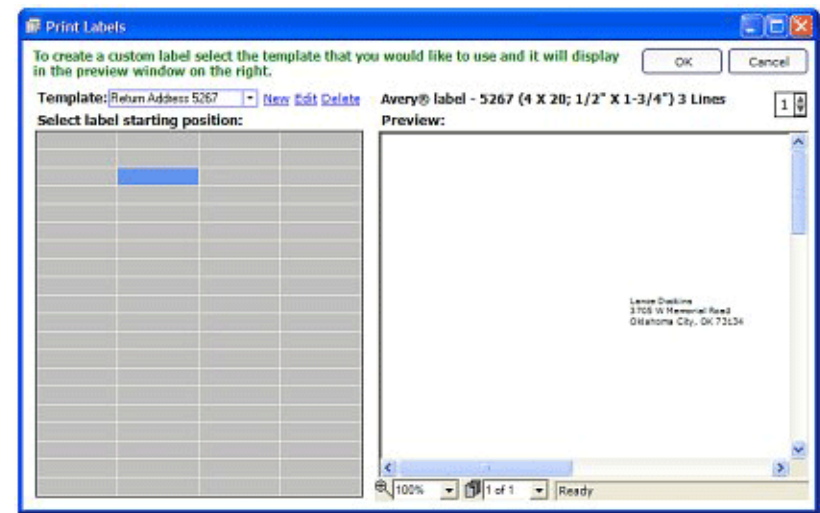 Print Labels
To create a custom label select the template that you would like to use and it will display
in the preview window on the right.
OK
Cancel
Template: Return Address 5267 New Edit Delete
Avery® label - 5267 (4 X 20; 1/2" X 1-3/4") 3 Lines
1
Select label starting position:
Preview:
Lance Daskins
3705 W Memorial Road
Oklahoma City, OK 73134
100%
1 of 1
Ready